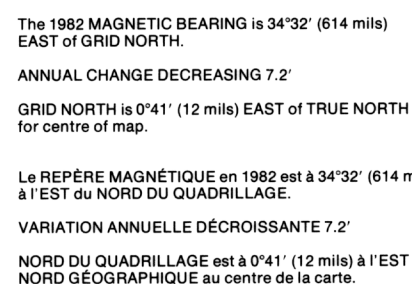 The 1982 MAGNETIC BEARING is 34°32′ (614 mils)
EAST of GRID NORTH.
ANNUAL CHANGE DECREASING 7.2′
GRID NORTH is 0°41′ (12 mils) EAST of TRUE NORTH
for centre of map.
Le REPÈRE MAGNÉTIQUE en 1982 est à 34°32′ (614 m
à l'EST du NORD DU QUADRILLAGE.
VARIATION ANNUELLE DÉCROISSANTE 7.2′
NORD DU QUADRILLAGE est à 0°41′ (12 mils) à l'EST
NORD GÉOGRAPHIQUE au centre de la carte.